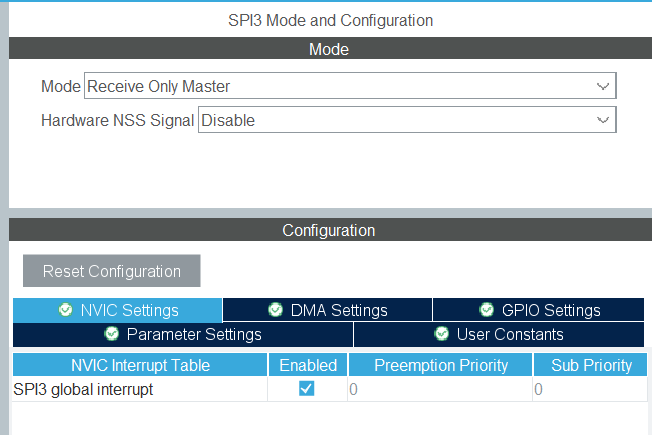 SPI3 Mode and Configuration
Mode
Mode Receive Only Master
Hardware NSS Signal Disable
Configuration
Reset Configuration
NVIC Settings DMA Settings GPIO Settings
Parameter Settings User Constants
NVIC Interrupt Table Enabled Preemption Priority Sub Priority
SPI3 global interrupt 0 0